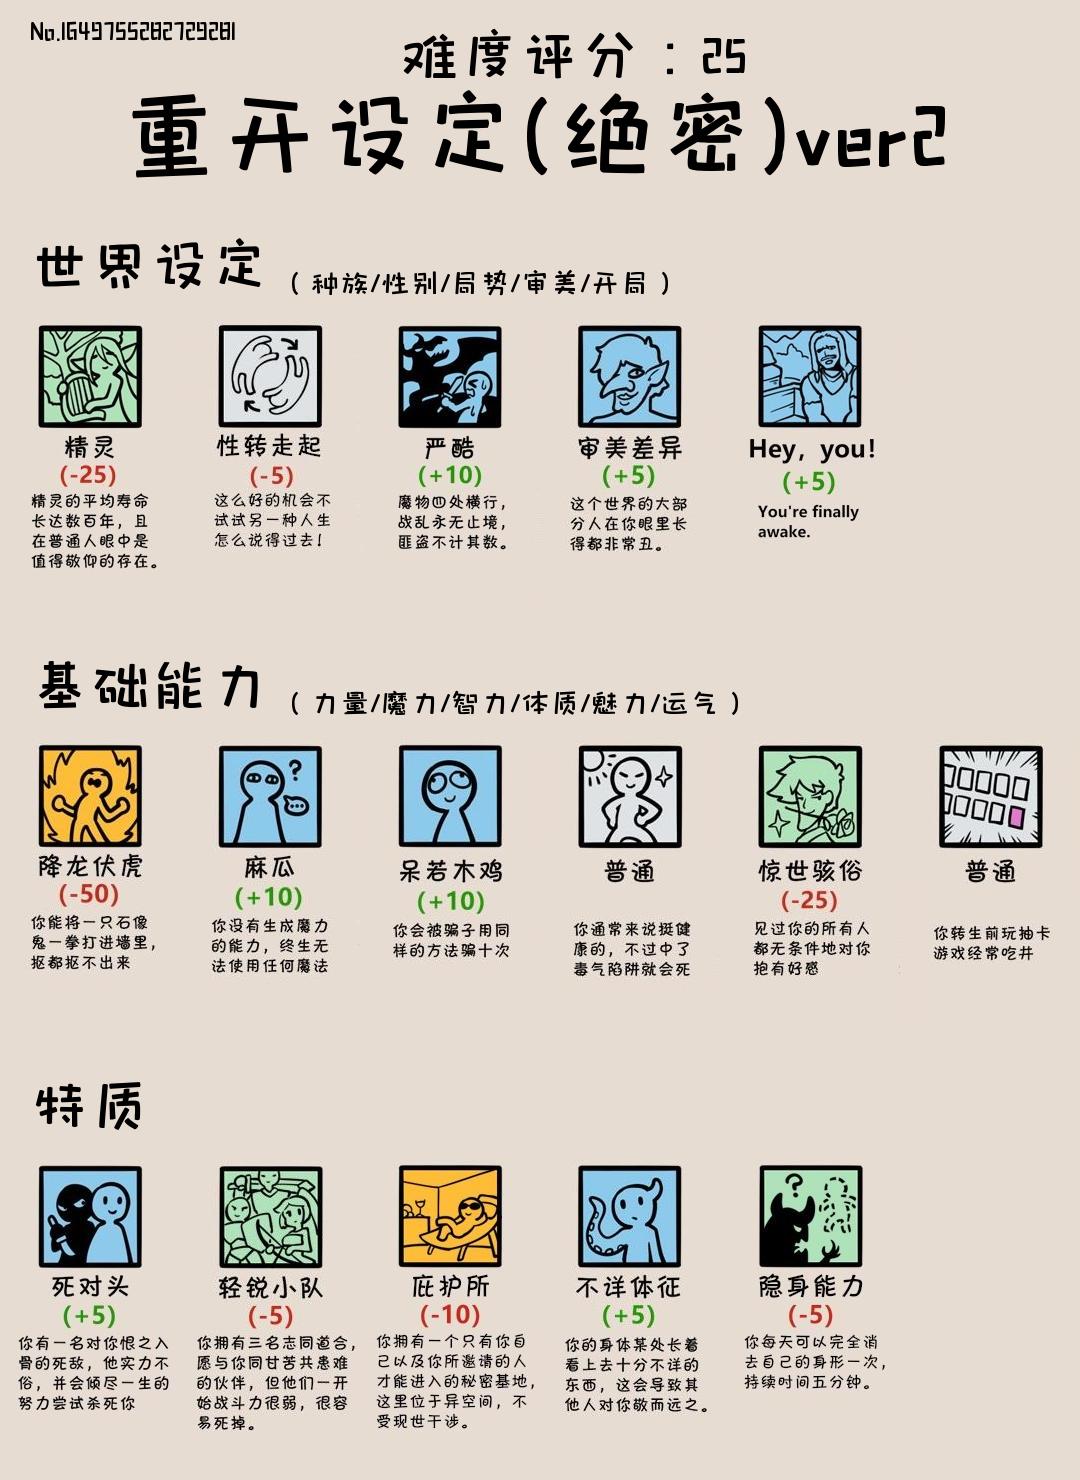 No.1649755282729281
难度评分：25
重开设定(绝密)ver2
世界设定（种族/性别/局势/审美/开局）
精灵
(-25)
精灵的平均寿命
长达数百年，且
在普通人眼中是
值得敬仰的存在。
性转走起
(-5)
这么好的机会不
试试另一种人生
怎么说得过去！
严酷
(+10)
魔物四处横行，
战乱永无止境，
匪盗不计其数。
审美差异
(+5)
这个世界的大部
分人在你眼里长
得都非常丑。
Hey, you!
(+5)
You're finally
awake.
基础能力（力量/魔力/智力/体质/魅力/运气）
降龙伏虎
(-50)
你能将一只石像
鬼一拳打进墙里，
抠都抠不出来
麻瓜
(+10)
你没有生成魔力
的能力，终生无
法使用任何魔法
呆若木鸡
(+10)
你会被骗子用同
样的方法骗十次
普通
你通常来说挺健
康的，不过中了
毒气陷阱就会死
惊世骇俗
(-25)
见过你的所有人
都无条件地对你
抱有好感
普通
你转生前玩抽卡
游戏经常吃井
特质
死对头
(+5)
你有一名对你恨之入
骨的死敌，他实力不
俗，并会倾尽一生的
努力尝试杀死你
轻锐小队
(-5)
你拥有三名志同道合，
愿与你同甘苦共患难
的伙伴，但他们一开
始战斗力很弱，很容
易死掉。
庇护所
(-10)
你拥有一个只有你自
己以及你所邀请的人
才能进入的秘密基地，
这里位于异空间，不
受现世干涉。
不详体征
(+5)
你的身体某处长着
看上去十分不详的
东西，这会导致其
他人对你敬而远之。
隐身能力
(-5)
你每天可以完全消
去自己的身形一次，
持续时间五分钟。